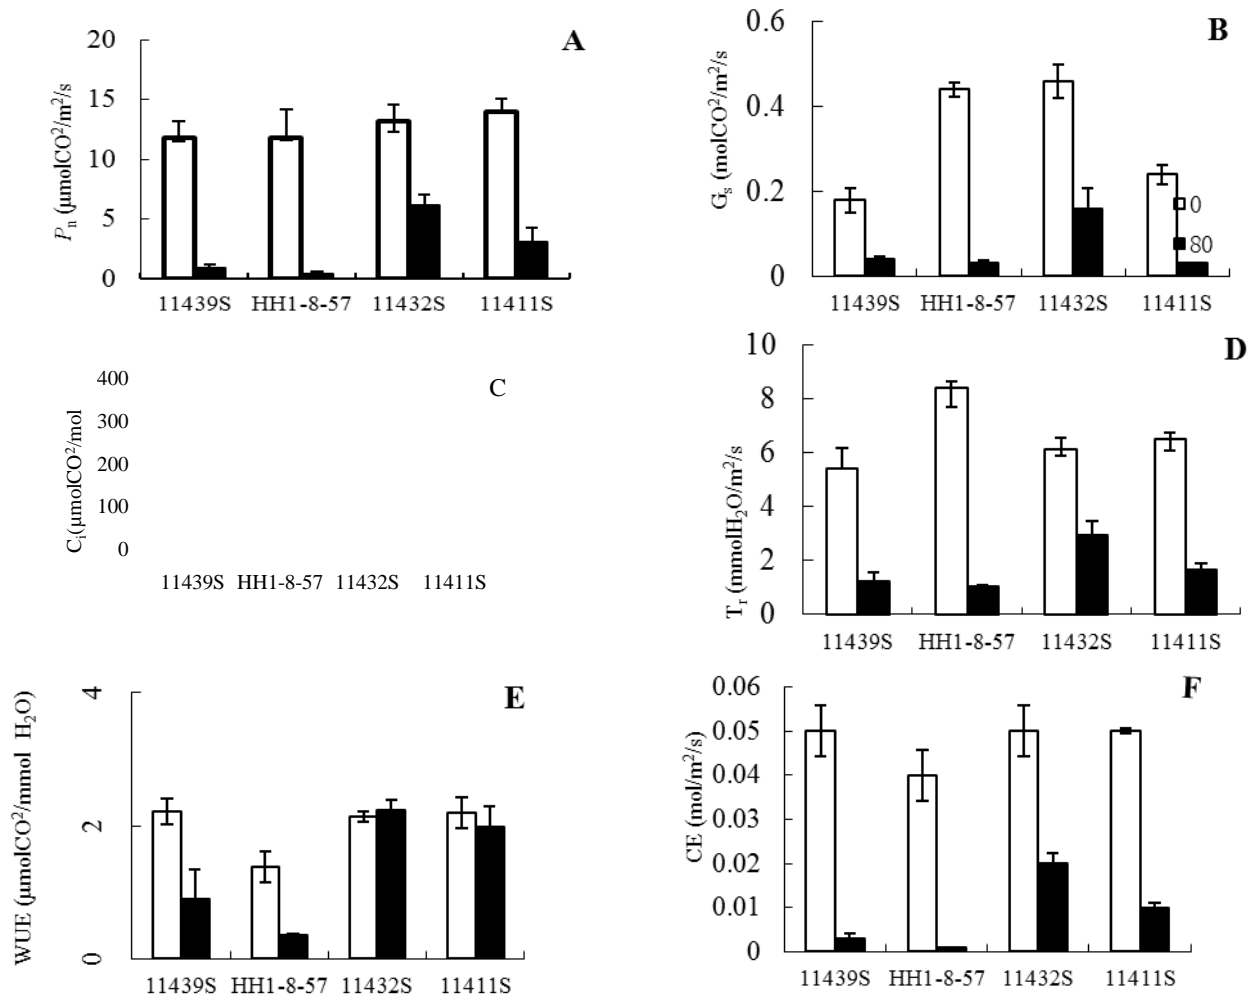 A
20
15
10
5
0
Pn (µmolCO²/m²/s
11439S HH1-8-57 11432S 11411S
B
0.6
0.4
0.2
0
Gs (molCO²/m²/s
0
80
11439S HH1-8-57 11432S 11411S
C
400
300
200
100
0
Ci(µmolCO²/mol
11439S HH1-8-57 11432S 11411S
D
10
8
6
4
2
0
Tr (mmolH₂O/m²/s
11439S HH1-8-57 11432S 11411S
E
4
2
0
WUE (µmolCO²/mmol H₂O)
11439S HH1-8-57 11432S 11411S
F
0.06
0.05
0.04
0.03
0.02
0.01
0
CE (mol/m²/s)
11439S HH1-8-57 11432S 11411S